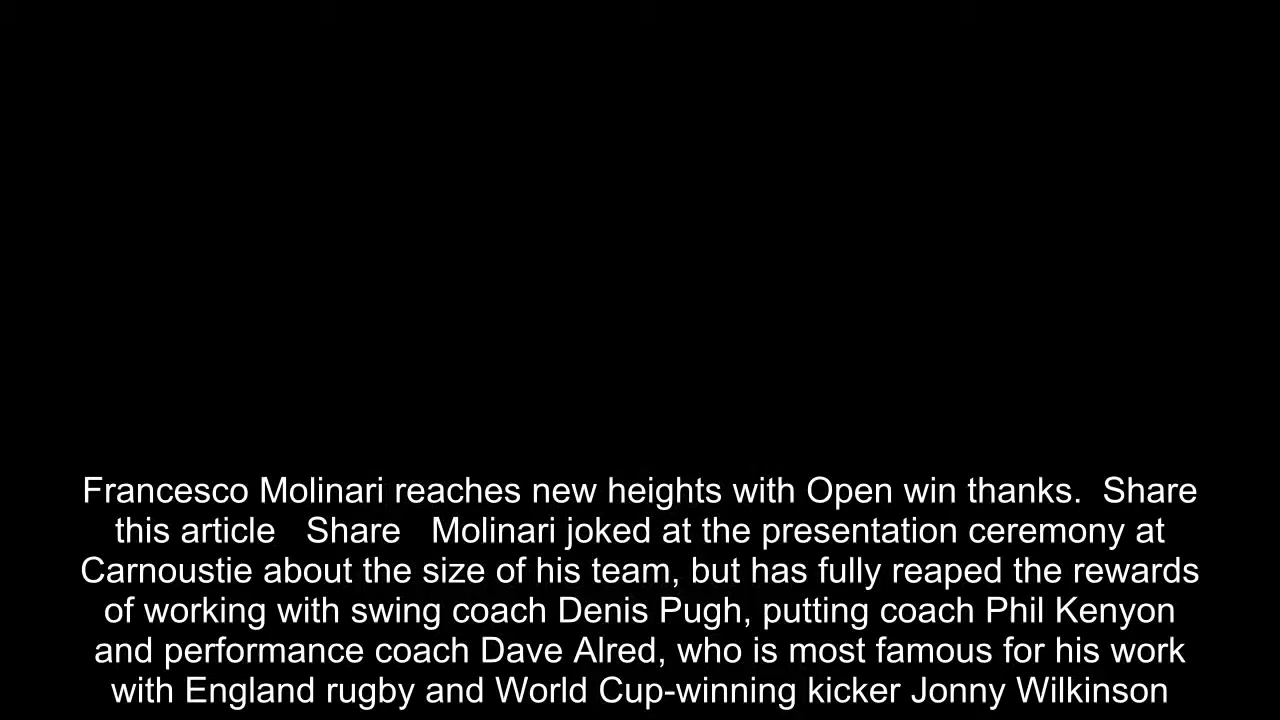 Francesco Molinari reaches new heights with Open win thanks.  Share
this article   Share   Molinari joked at the presentation ceremony at
Carnoustie about the size of his team, but has fully reaped the rewards
of working with swing coach Denis Pugh, putting coach Phil Kenyon
and performance coach Dave Alred, who is most famous for his work
with England rugby and World Cup-winning kicker Jonny Wilkinson